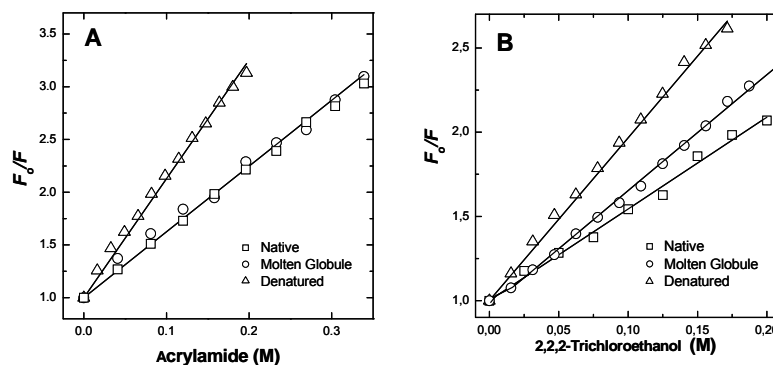 A
F₀/F
3.5
3.0
2.5
2.0
1.5
1.0
0.0
0.1
0.2
0.3
Native
Molten Globule
Denatured
Acrylamide (M)
B
F₀/F
2,5
2,0
1,5
1,0
0,00
0,05
0,10
0,15
0,20
Native
Molten Globule
Denatured
2,2,2-Trichloroethanol (M)